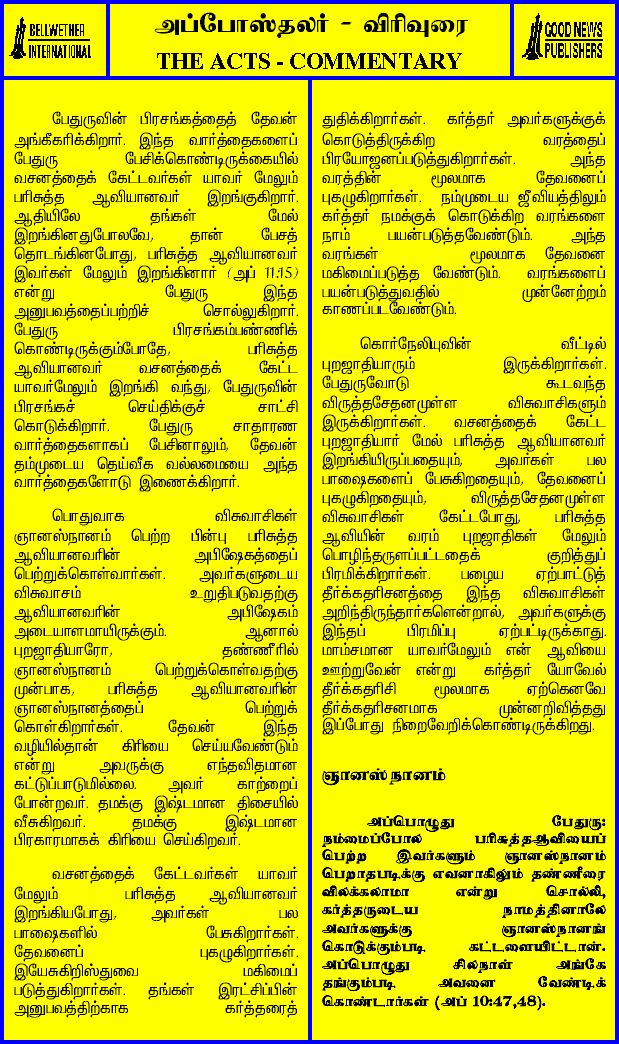 BELLWETHER
INTERNATIONAL
அப்போஸ்தலர் - விரிவுரை
THE ACTS - COMMENTARY
GOOD NEWS
PUBLISHERS
பேதுருவின் பிரசங்கத்தைத் தேவன்
அங்கீகரிக்கிறார். இந்த வார்த்தைகளைப்
பேதுரு பேசிக்கொண்டிருக்கையில்
வசனத்தைக் கேட்டவர்கள் யாவர் மேலும்
பரிசுத்த ஆவியானவர் இறங்குகிறார்.
ஆதியிலே தங்கள் மேல்
இறங்கினதுபோலவே, தான் பேசத்
தொடங்கினபோது, பரிசுத்த ஆவியானவர்
இவர்கள் மேலும் இறங்கினார் (அப் 11:15)
என்று பேதுரு இந்த
அனுபவத்தைப்பற்றிச் சொல்லுகிறார்.
பேதுரு பிரசங்கம்பண்ணிக்
கொண்டிருக்கும்போதே, பரிசுத்த
ஆவியானவர் வசனத்தைக் கேட்ட
யாவர்மேலும் இறங்கி வந்து, பேதுருவின்
பிரசங்கச் செய்திக்குச் சாட்சி
கொடுக்கிறார். பேதுரு சாதாரண
வார்த்தைகளாகப் பேசினாலும், தேவன்
தம்முடைய தெய்வீக வல்லமையை அந்த
வார்த்தைகளோடு இணைக்கிறார்.
பொதுவாக விசுவாசிகள்
ஞானஸ்நானம் பெற்ற பின்பு பரிசுத்த
ஆவியானவரின் அபிஷேகத்தைப்
பெற்றுக்கொள்வார்கள். அவர்களுடைய
விசுவாசம் உறுதிபடுவதற்கு
ஆவியானவரின் அபிஷேகம்
அடையாளமாயிருக்கும். ஆனால்
புறஜாதியாரோ, தண்ணீரில்
ஞானஸ்நானம் பெற்றுக்கொள்வதற்கு
முன்பாக, பரிசுத்த ஆவியானவரின்
ஞானஸ்நானத்தைப் பெற்றுக்
கொள்கிறார்கள். தேவன் இந்த
வழியில்தான் கிரியை செய்யவேண்டும்
என்று அவருக்கு எந்தவிதமான
கட்டுப்பாடுமில்லை. அவர் காற்றைப்
போன்றவர். தமக்கு இஷ்டமான திசையில்
வீசுகிறவர். தமக்கு இஷ்டமான
பிரகாரமாகக் கிரியை செய்கிறவர்.
வசனத்தைக் கேட்டவர்கள் யாவர்
மேலும் பரிசுத்த ஆவியானவர்
இறங்கியபோது, அவர்கள் பல
பாஷைகளில் பேசுகிறார்கள்.
தேவனைப் புகழுகிறார்கள்.
இயேசுகிறிஸ்துவை மகிமைப்
படுத்துகிறார்கள். தங்கள் இரட்சிப்பின்
அனுபவத்திற்காக கர்த்தரைத்
துதிக்கிறார்கள். கர்த்தர் அவர்களுக்குக்
கொடுத்திருக்கிற வரத்தைப்
பிரயோஜனப்படுத்துகிறார்கள். அந்த
வரத்தின் மூலமாக தேவனைப்
புகழுகிறார்கள். நம்முடைய ஜீவியத்திலும்
கர்த்தர் நமக்குக் கொடுக்கிற வரங்களை
நாம் பயன்படுத்தவேண்டும். அந்த
வரங்கள் மூலமாக தேவனை
மகிமைப்படுத்த வேண்டும். வரங்களைப்
பயன்படுத்துவதில் முன்னேற்றம்
காணப்படவேண்டும்.
கொர்நேலியுவின் வீட்டில்
புறஜாதியாரும் இருக்கிறார்கள்.
பேதுருவோடு கூடவந்த
விருத்தசேதனமுள்ள விசுவாசிகளும்
இருக்கிறார்கள். வசனத்தைக் கேட்ட
புறஜாதியார் மேல் பரிசுத்த ஆவியானவர்
இறங்கியிருப்பதையும், அவர்கள் பல
பாஷைகளைப் பேசுகிறதையும், தேவனைப்
புகழுகிறதையும், விருத்தசேதனமுள்ள
விசுவாசிகள் கேட்டபோது, பரிசுத்த
ஆவியின் வரம் புறஜாதிகள் மேலும்
பொழிந்தருளப்பட்டதைக் குறித்துப்
பிரமிக்கிறார்கள். பழைய ஏற்பாட்டுத்
தீர்க்கதரிசனத்தை இந்த விசுவாசிகள்
அறிந்திருந்தார்களென்றால், அவர்களுக்கு
இந்தப் பிரமிப்பு ஏற்பட்டிருக்காது.
மாம்சமான யாவர்மேலும் என் ஆவியை
ஊற்றுவேன் என்று கர்த்தர் யோவேல்
தீர்க்கதரிசி மூலமாக ஏற்கெனவே
தீர்க்கதரிசனமாக முன்னறிவித்தது
இப்போது நிறைவேறிக்கொண்டிருக்கிறது.
ஞானஸ்நானம்
அப்பொழுது பேதுரு:
நம்மைப்போல பரிசுத்தஆவியைப்
பெற்ற இவர்களும் ஞானஸ்நானம்
பெறாதபடிக்கு எவனாகிலும் தண்ணீரை
விலக்கலாமா என்று சொல்லி,
கர்த்தருடைய நாமத்தினாலே
அவர்களுக்கு ஞானஸ்நானங்
கொடுக்கும்படி கட்டளையிட்டான்.
அப்பொழுது சிலநாள் அங்கே
தங்கும்படி அவனை வேண்டிக்
கொண்டார்கள் (அப் 10:47,48).